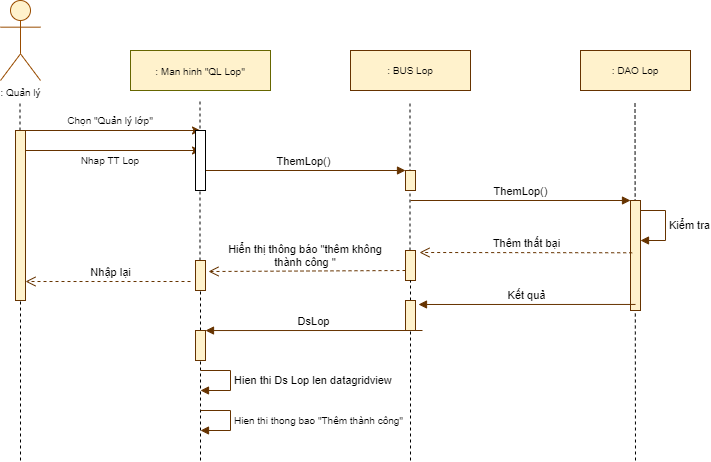 : Quản lý
: Man hinh "QL Lop"
: BUS Lop
: DAO Lop
Chọn "Quản lý lớp"
Nhap TT Lop
ThemLop()
ThemLop()
Kiểm tra
Thêm thất bại
Hiển thị thông báo "thêm không
thành công "
Nhập lại
Kết quả
DsLop
Hien thi Ds Lop len datagridview
Hien thi thong bao "Thêm thành công"